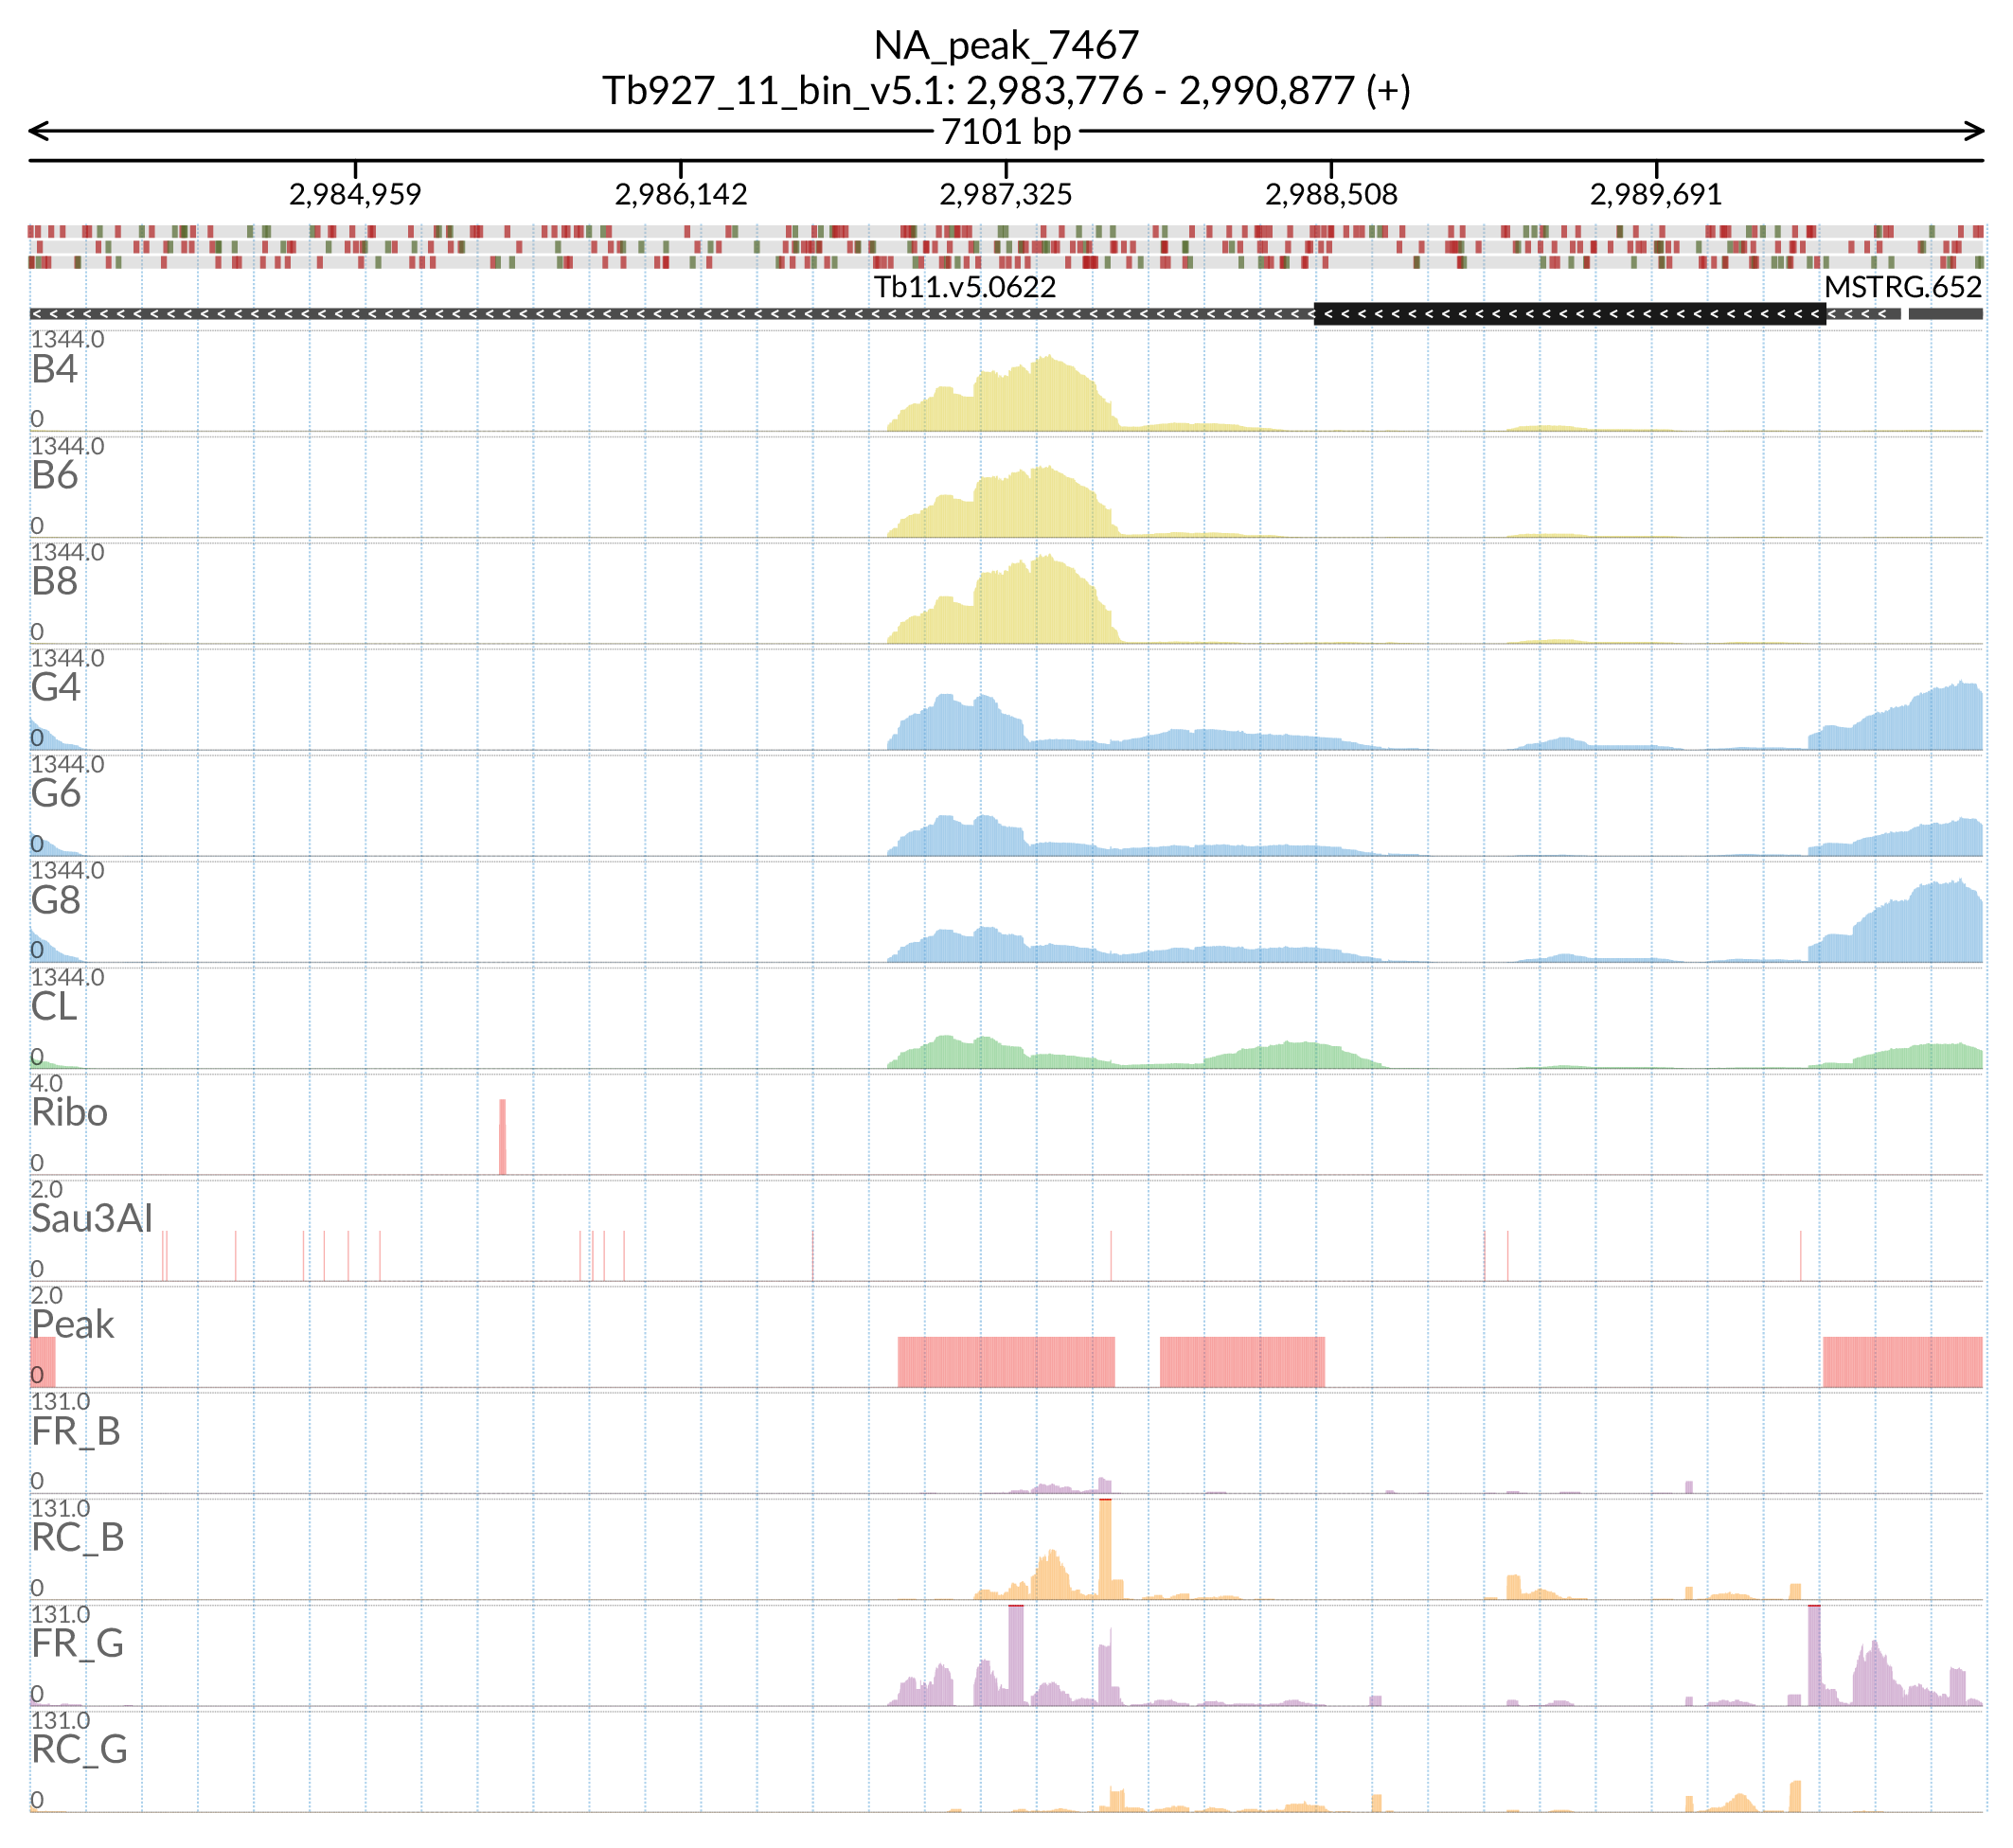 NA_peak_7467
Tb927_11_bin_v5.1: 2,983,776 - 2,990,877 (+)
7101 bp
2,984,959 2,986,142 2,987,325 2,988,508 2,989,691
Tb11.v5.0622 MSTRG.652
1344.0
B4
0
1344.0
B6
0
1344.0
B8
0
1344.0
G4
0
1344.0
G6
0
1344.0
G8
0
1344.0
CL
0
4.0
Ribo
0
2.0
Sau3AI
0
2.0
Peak
0
131.0
FR_B
0
131.0
RC_B
0
131.0
FR_G
0
131.0
RC_G
0